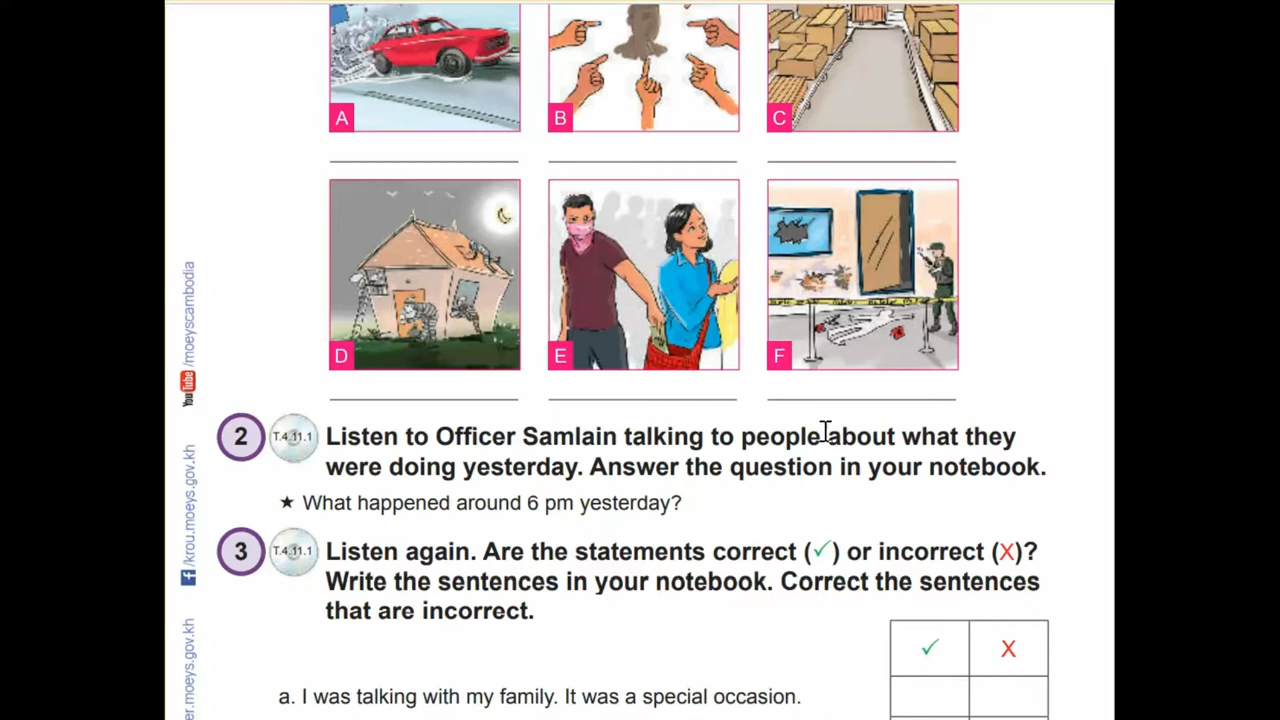 A
B
C
D
E
F
2
T.4.11.1
Listen to Officer Samlain talking to people about what they
were doing yesterday. Answer the question in your notebook.
★ What happened around 6 pm yesterday?
3
T.4.11.1
Listen again. Are the statements correct (✓) or incorrect (X)?
Write the sentences in your notebook. Correct the sentences
that are incorrect.
✓ X
a. I was talking with my family. It was a special occasion.
YouTube /moeyscambodia
f /krou.moeys.gov.kh
er.moeys.gov.kh